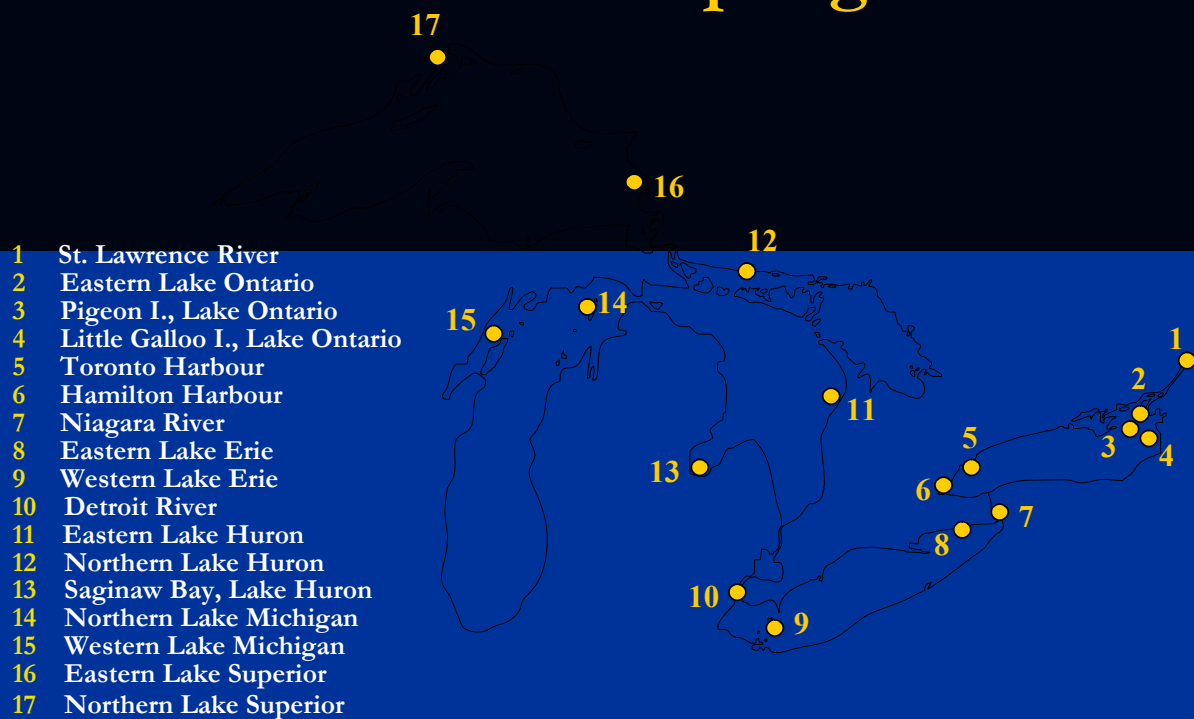 17
16
12
1 St. Lawrence River
2 Eastern Lake Ontario
3 Pigeon I., Lake Ontario
4 Little Galloo I., Lake Ontario
5 Toronto Harbour
6 Hamilton Harbour
7 Niagara River
8 Eastern Lake Erie
9 Western Lake Erie
10 Detroit River
11 Eastern Lake Huron
12 Northern Lake Huron
13 Saginaw Bay, Lake Huron
14 Northern Lake Michigan
15 Western Lake Michigan
16 Eastern Lake Superior
17 Northern Lake Superior
14
15
1
2
11
3
4
5
13
6
7
8
10
9